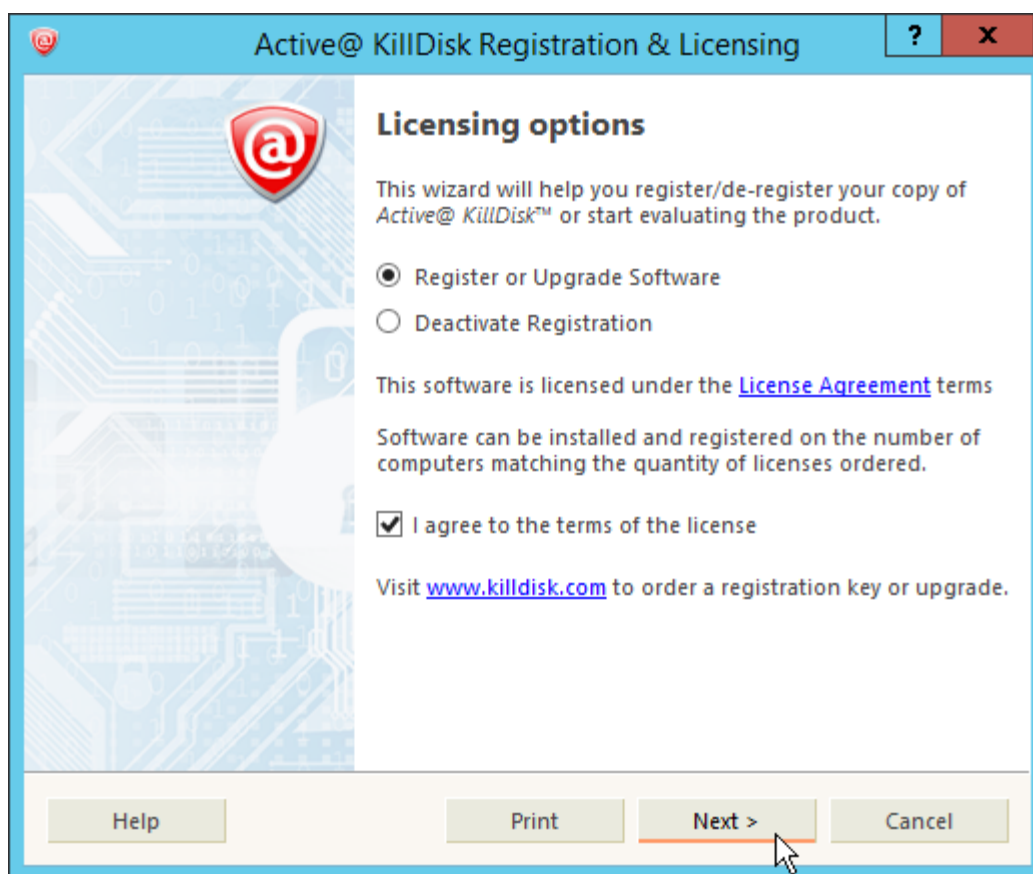 Active@ KillDisk Registration & Licensing
?
x
@
Licensing options
This wizard will help you register/de-register your copy of
Active@ KillDisk™ or start evaluating the product.
Register or Upgrade Software
Deactivate Registration
This software is licensed under the License Agreement terms
Software can be installed and registered on the number of
computers matching the quantity of licenses ordered.
I agree to the terms of the license
Visit www.killdisk.com to order a registration key or upgrade.
Help
Print
Next >
Cancel